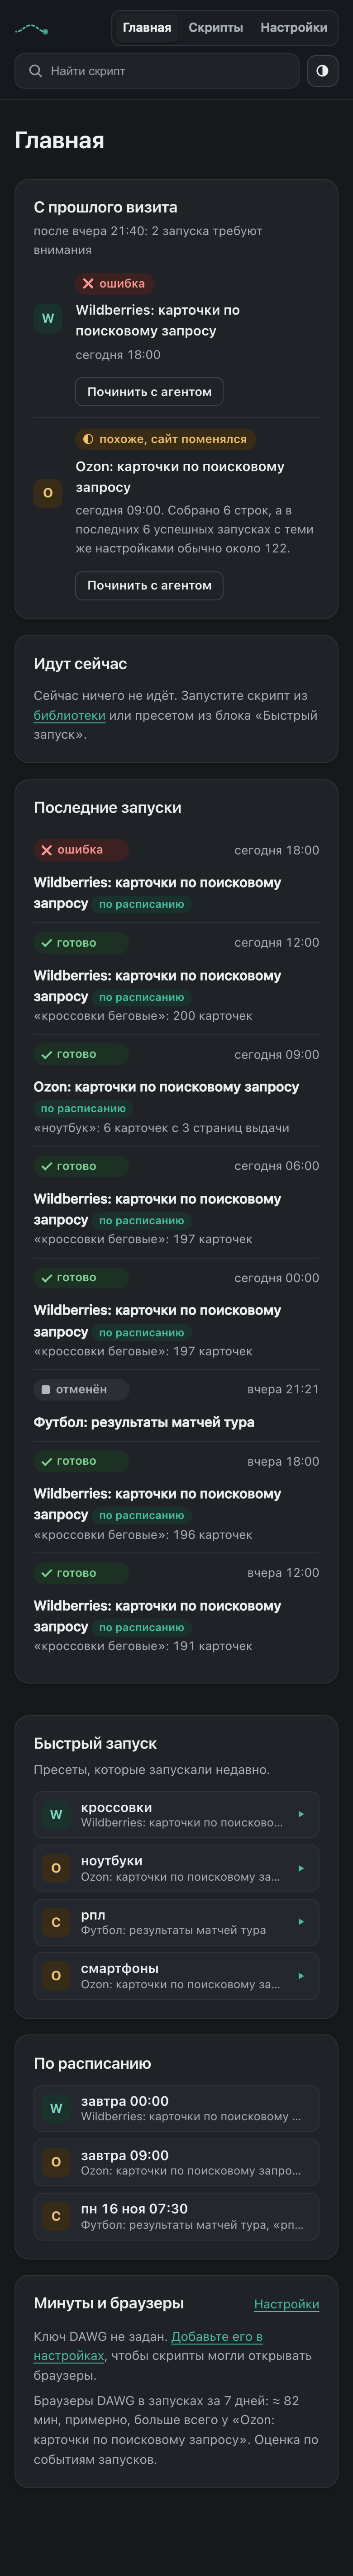 Главная
Скрипты
Настройки
Найти скрипт
Главная
С прошлого визита
после вчера 21:40: 2 запуска требуют
внимания
ошибка
W
Wildberries: карточки по
поисковому запросу
сегодня 18:00
Починить с агентом
похоже, сайт поменялся
O
Ozon: карточки по поисковому
запросу
сегодня 09:00. Собрано 6 строк, а в
последних 6 успешных запусках с теми
же настройками обычно около 122.
Починить с агентом
Идут сейчас
Сейчас ничего не идёт. Запустите скрипт из
библиотеки или пресетом из блока «Быстрый
запуск».
Последние запуски
ошибка сегодня 18:00
Wildberries: карточки по поисковому
запросу по расписанию
готово сегодня 12:00
Wildberries: карточки по поисковому
запросу по расписанию
«кроссовки беговые»: 200 карточек
готово сегодня 09:00
Ozon: карточки по поисковому запросу
по расписанию
«ноутбук»: 6 карточек с 3 страниц выдачи
готово сегодня 06:00
Wildberries: карточки по поисковому
запросу по расписанию
«кроссовки беговые»: 197 карточек
готово сегодня 00:00
Wildberries: карточки по поисковому
запросу по расписанию
«кроссовки беговые»: 197 карточек
отменён вчера 21:21
Футбол: результаты матчей тура
готово вчера 18:00
Wildberries: карточки по поисковому
запросу по расписанию
«кроссовки беговые»: 196 карточек
готово вчера 12:00
Wildberries: карточки по поисковому
запросу по расписанию
«кроссовки беговые»: 191 карточек
Быстрый запуск
Пресеты, которые запускали недавно.
W
кроссовки
Wildberries: карточки по поисково...
O
ноутбуки
Ozon: карточки по поисковому за...
С
рпл
Футбол: результаты матчей тура
O
смартфоны
Ozon: карточки по поисковому за...
По расписанию
W
завтра 00:00
Wildberries: карточки по поисковому ...
O
завтра 09:00
Ozon: карточки по поисковому запро...
С
пн 16 ноя 07:30
Футбол: результаты матчей тура, «рп...
Минуты и браузеры Настройки
Ключ DAWG не задан. Добавьте его в
настройках, чтобы скрипты могли открывать
браузеры.
Браузеры DAWG в запусках за 7 дней: ≈ 82
мин, примерно, больше всего у «Ozon:
карточки по поисковому запросу». Оценка по
событиям запусков.